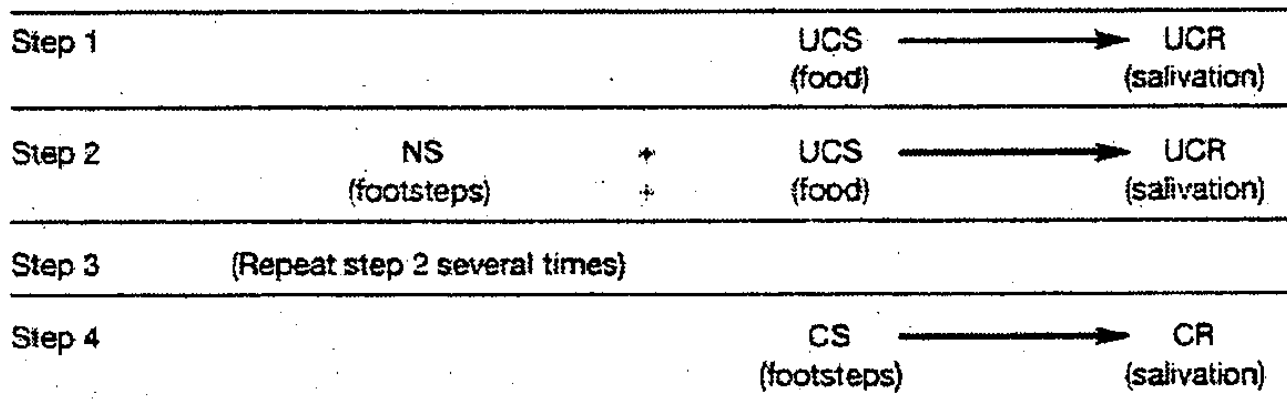 Step 1 UCS UCR
(food) (salivation)
Step 2 NS + UCS UCR
(footsteps) + (food) (salivation)
Step 3 (Repeat step 2 several times)
Step 4 CS CR
(footsteps) (salivation)